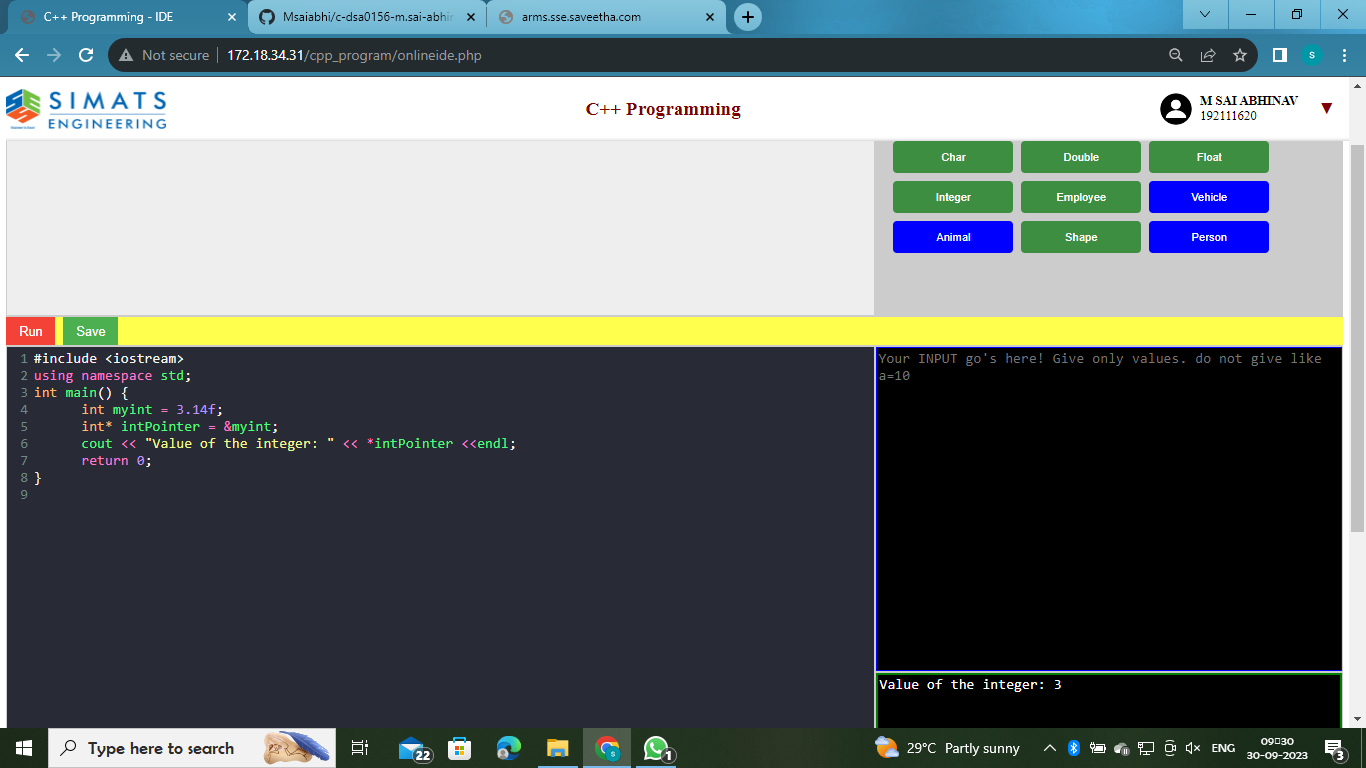 C++ Programming - IDE
Msaiabhi/c-dsa0156-m.sai-abhin
arms.sse.saveetha.com
Not secure
172.18.34.31/cpp_program/onlineide.php
S
SIMATS
ENGINEERING
C++ Programming
M SAI ABHINAV
192111620
Char
Double
Float
Integer
Employee
Vehicle
Animal
Shape
Person
Run
Save
1 #include <iostream>
2 using namespace std;
3 int main() {
4 int myint = 3.14f;
5 int* intPointer = &myint;
6 cout << "Value of the integer: " << *intPointer <<endl;
7 return 0;
8 }
9
Your INPUT go's here! Give only values. do not give like
a=10
Value of the integer: 3
Type here to search
22
S
1
29°C Partly sunny
ENG
09▯30
30-09-2023
3